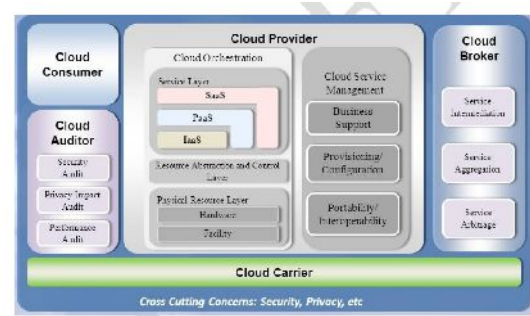 Cloud
Consumer
Cloud
Auditor
Security
Audit
Privacy Impact
Audit
Performance
Audit
Cloud Provider
Cloud Orchestration
Service Layer
SaaS
PaaS
IaaS
Resource Abstraction and Control
Layer
Physical Resource Layer
Hardware
Facility
Cloud Service
Management
Business
Support
Provisioning/
Configuration
Portability/
Interoperability
Cloud
Broker
Service
Intermediation
Service
Aggregation
Service
Arbitrage
Cloud Carrier
Cross Cutting Concerns: Security, Privacy, etc